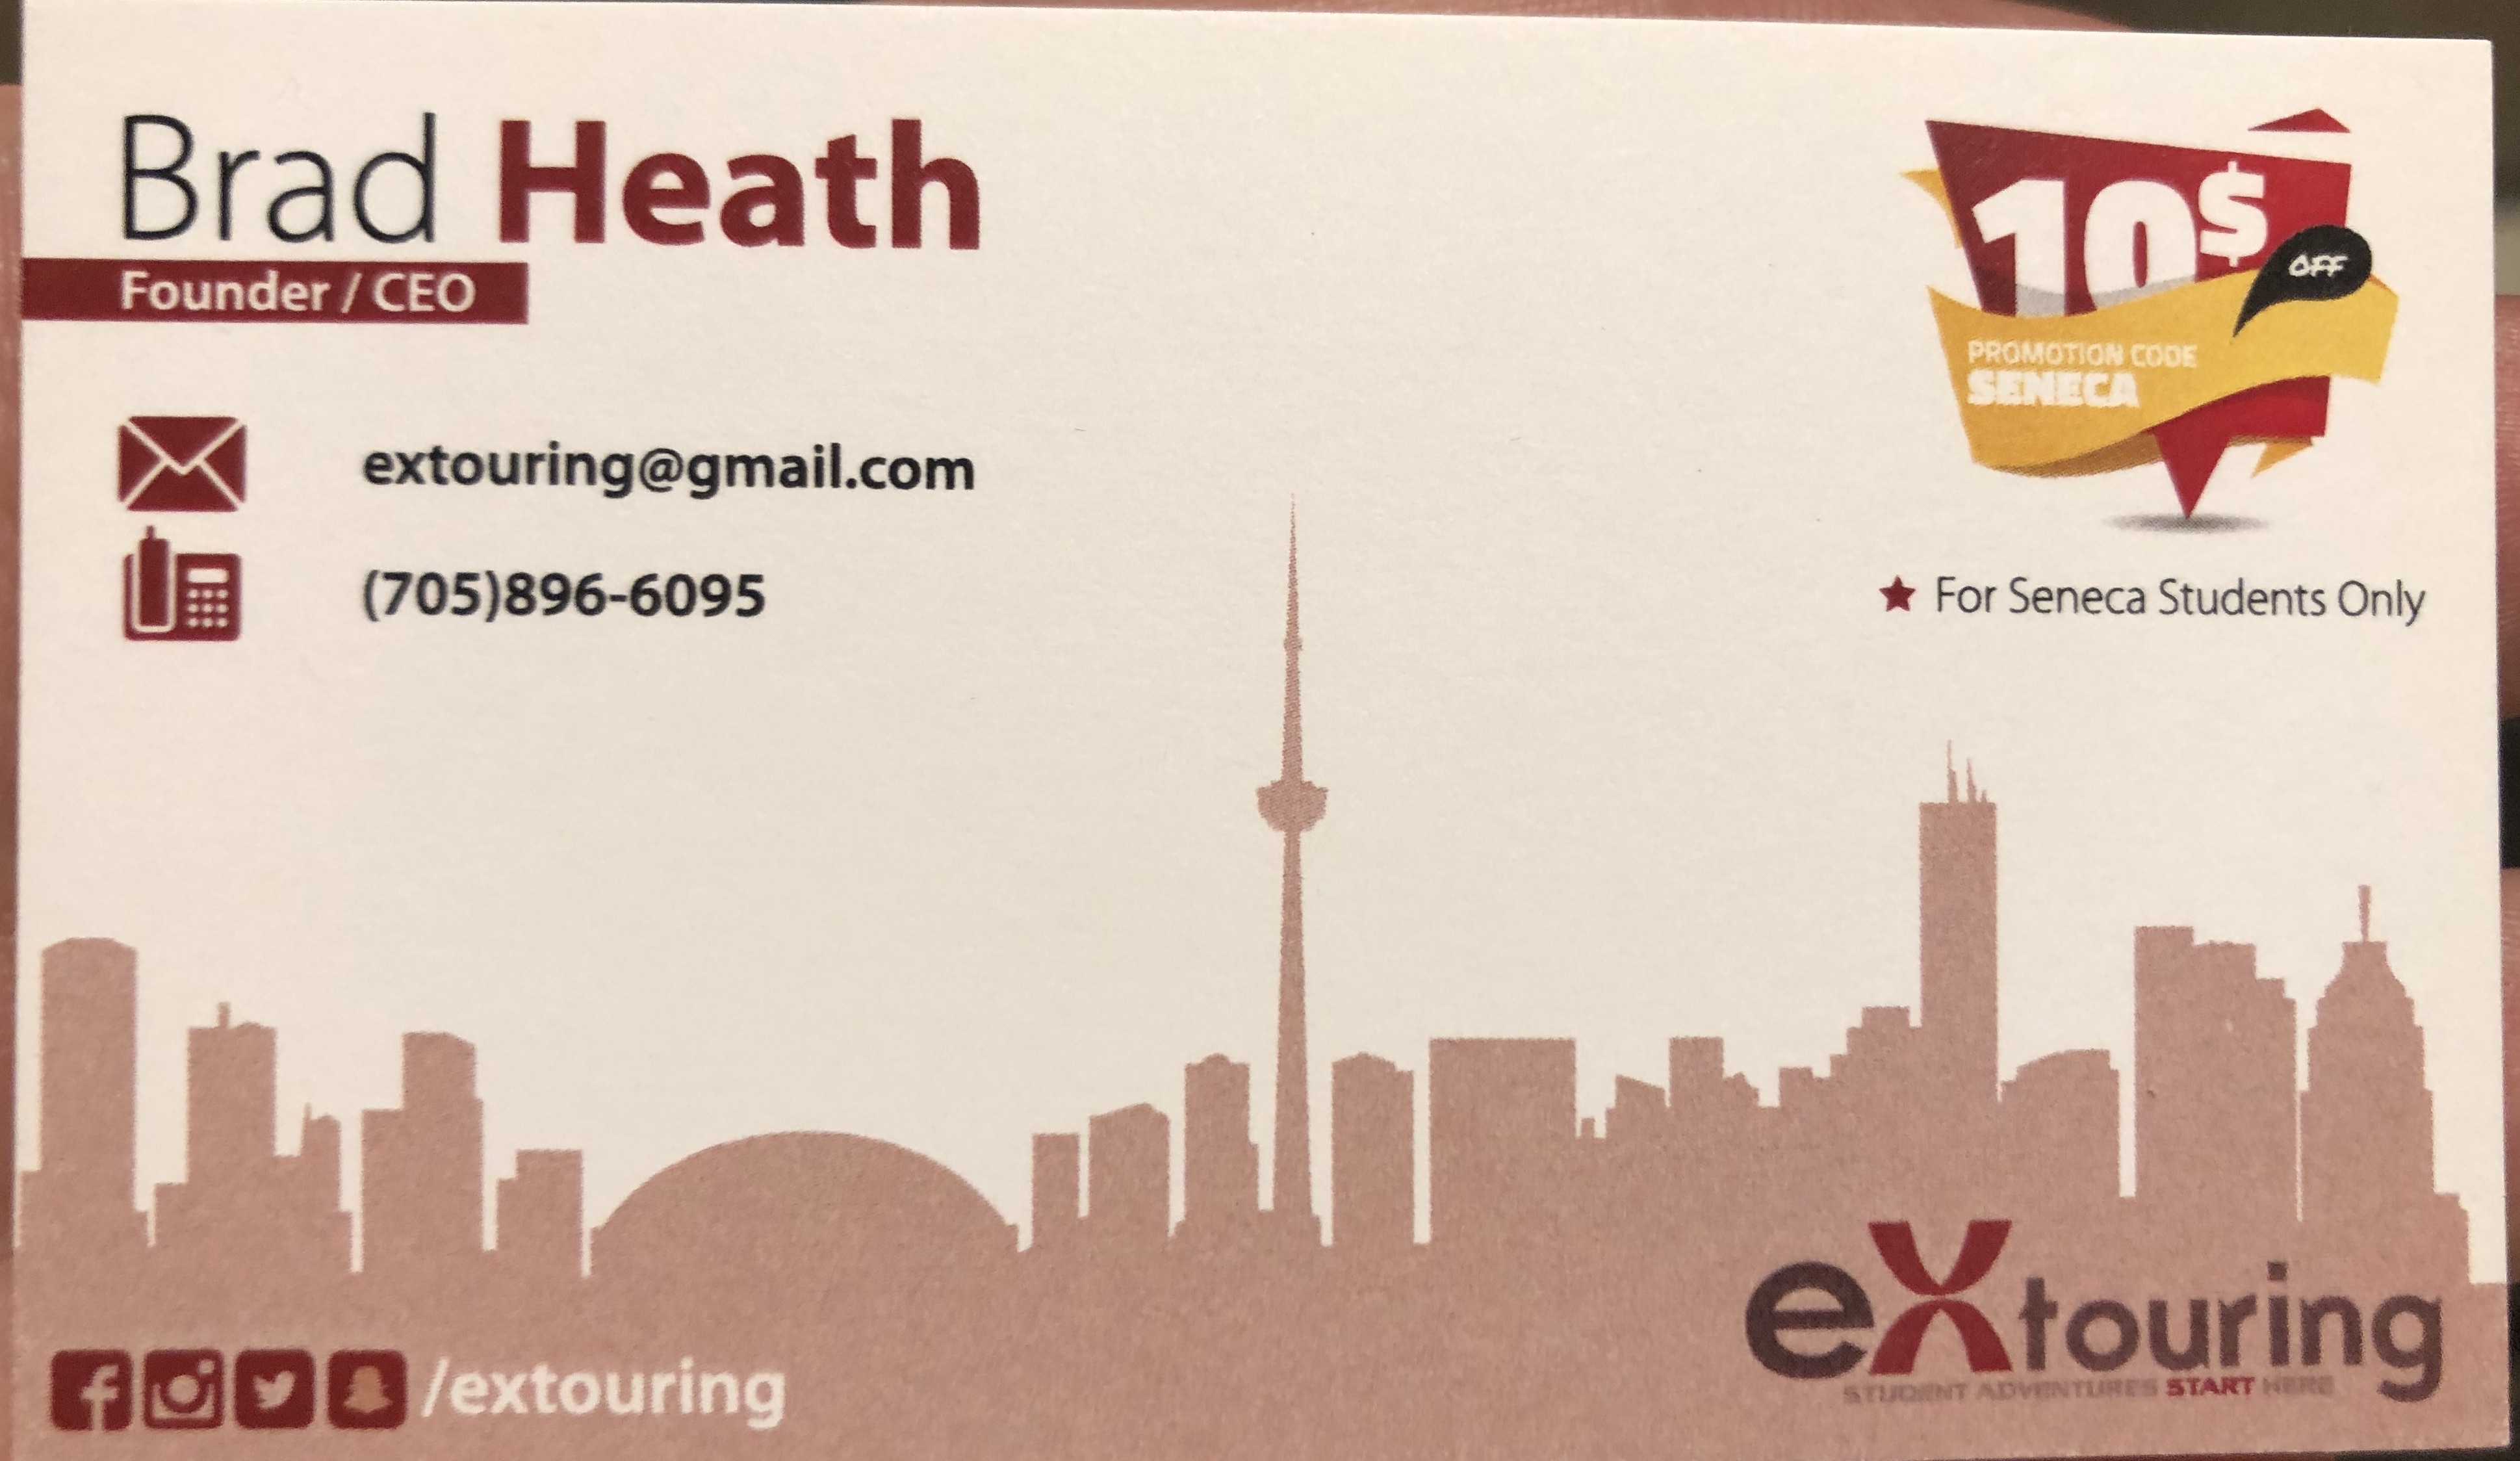 Brad Heath
Founder / CEO
extouring@gmail.com
(705)896-6095
10$
OFF
PROMOTION CODE
SENECA
★ For Seneca Students Only
/extouring
eXtouring
STUDENT ADVENTURES START HERE